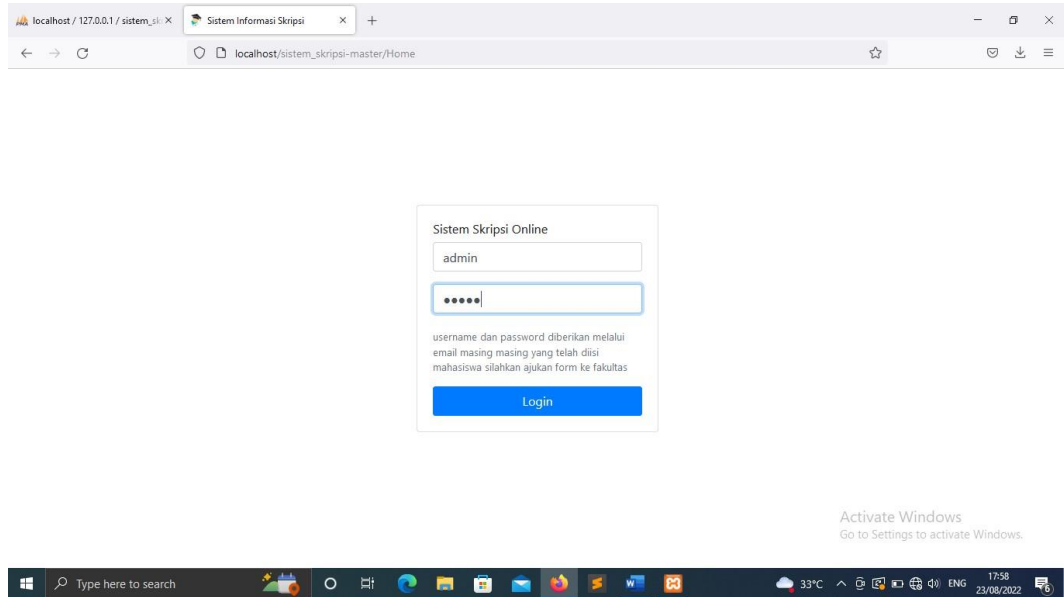 localhost / 127.0.0.1 / sistem_sk
Sistem Informasi Skripsi
localhost/sistem_skripsi-master/Home
Sistem Skripsi Online
admin
username dan password diberikan melalui
email masing masing yang telah diisi
mahasiswa silahkan ajukan form ke fakultas
Login
Activate Windows
Go to Settings to activate Windows.
Type here to search
33°C
ENG
17:58
23/08/2022
6